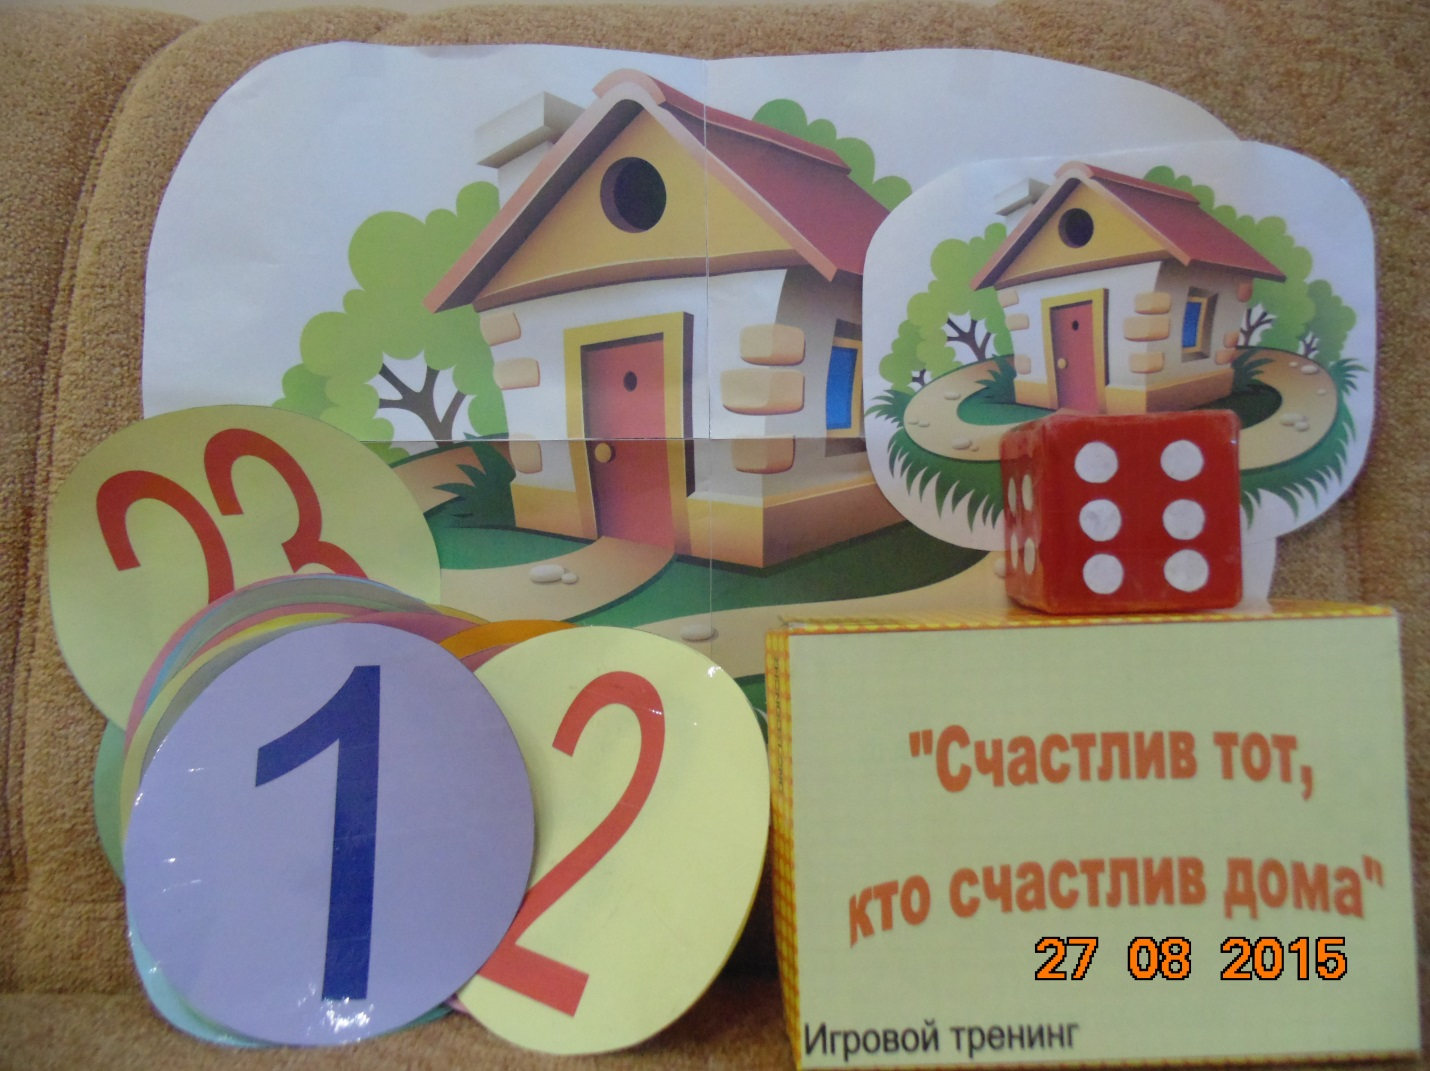 23
1
2
"Счастлив тот,
кто счастлив дома"
27 08 2015
Игровой тренинг